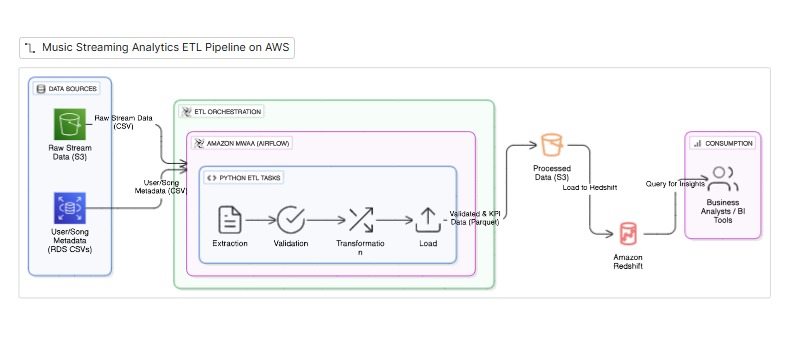 Music Streaming Analytics ETL Pipeline on AWS
DATA SOURCES
Raw Stream Data
(CSV)
Raw Stream
Data (S3)
User/Song
Metadata (CSV)
User/Song
Metadata
(RDS CSVs)
ETL ORCHESTRATION
AMAZON MWAA (AIRFLOW)
PYTHON ETL TASKS
Extraction
Validation
Transformatio
n
Load
Validated & KPI
Data (Parquet)
Processed
Data (S3)
Load to Redshift
Amazon
Redshift
Query for Insights
CONSUMPTION
Business
Analysts / BI
Tools